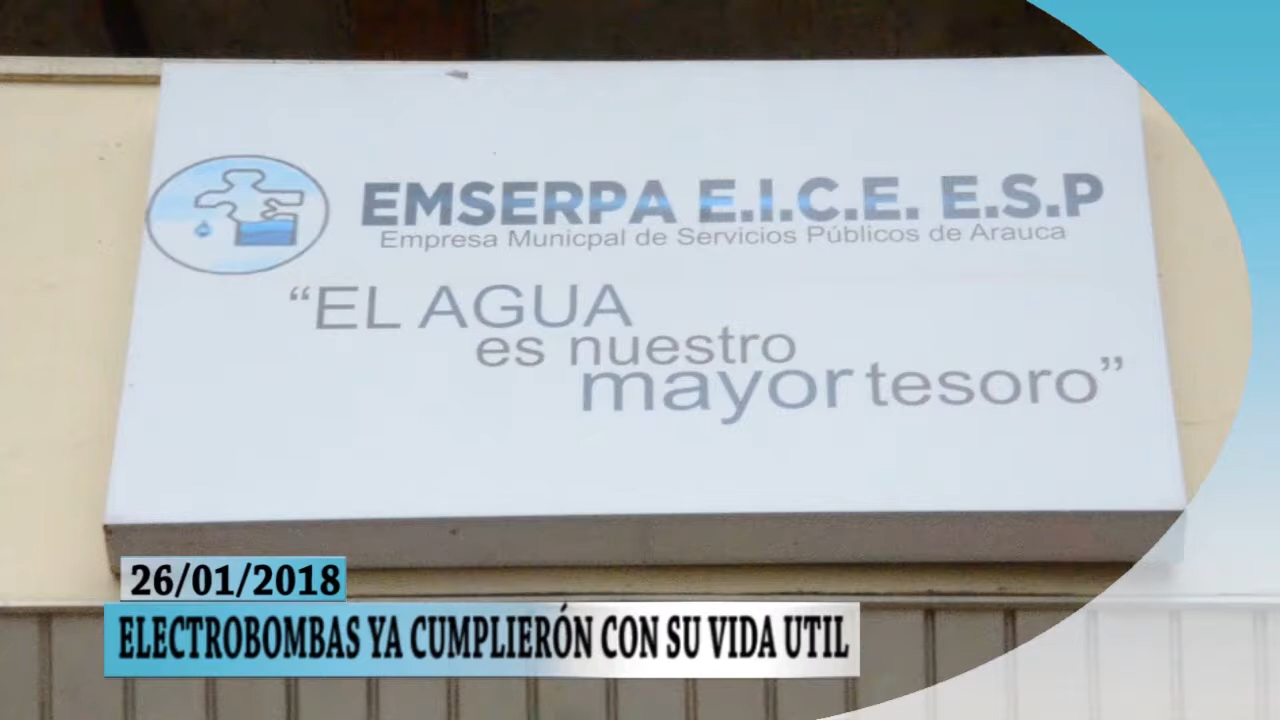 EMSERPA E.I.C.E. E.S.P
Empresa Municpal de Servicios Públicos de Arauca
“EL AGUA
es nuestro
mayor tesoro”
26/01/2018
ELECTROBOMBAS YA CUMPLIERÓN CON SU VIDA UTIL